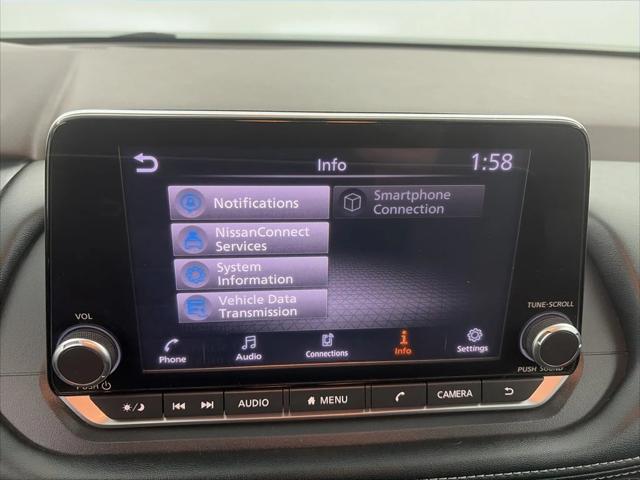 Info
1:58
Notifications
Smartphone
Connection
NissanConnect
Services
System
Information
Vehicle Data
Transmission
Phone
Audio
Connections
Info
Settings
VOL
PUSH
TUNE·SCROLL
PUSH SOUND
AUDIO
MENU
CAMERA